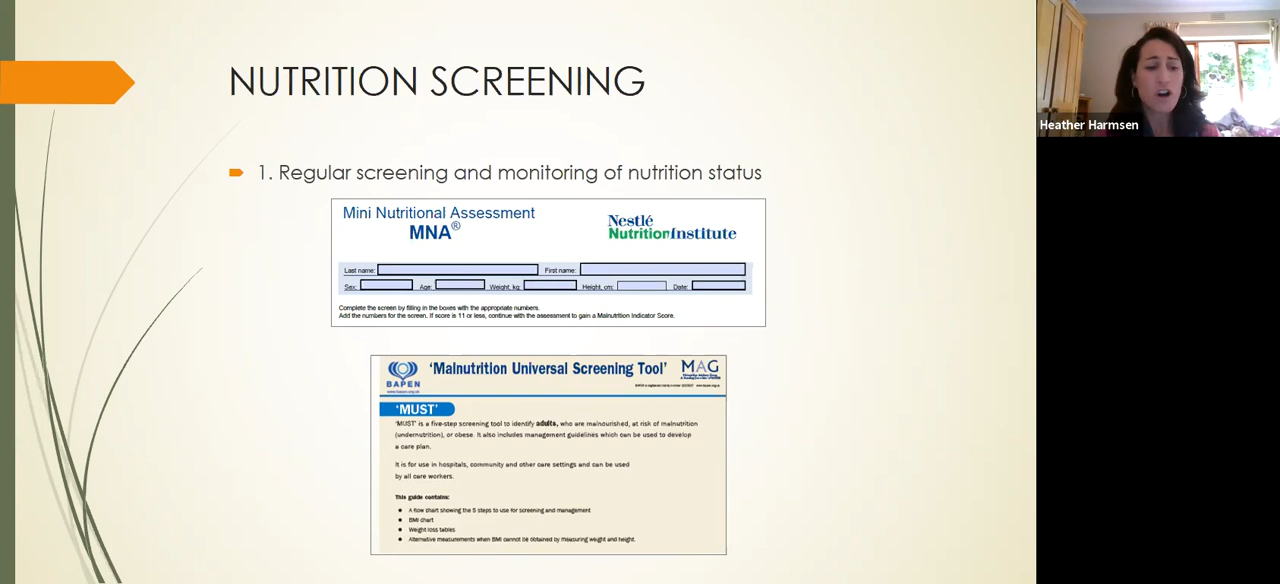 NUTRITION SCREENING
Heather Harmsen
1. Regular screening and monitoring of nutrition status
Mini Nutritional Assessment
MNA®
Nestlé
NutritionInstitute
Last name: First name:
Sex: Age: Weight, kg: Height, cm: Date:
Complete the screen by filling in the boxes with the appropriate numbers.
Add the numbers for the screen. If score is 11 or less, continue with the assessment to gain a Malnutrition Indicator Score.
BAPEN
www.bapen.org.uk
‘Malnutrition Universal Screening Tool’
MAG
‘MUST’
‘MUST’ is a five-step screening tool to identify adults, who are malnourished, at risk of malnutrition
(undernutrition), or obese. It also includes management guidelines which can be used to develop
a care plan.
It is for use in hospitals, community and other care settings and can be used
by all care workers.
This guide contains:
A flow chart showing the 5 steps to use for screening and management
BMI chart
Weight loss tables
Alternative measurements when BMI cannot be obtained by measuring weight and height.